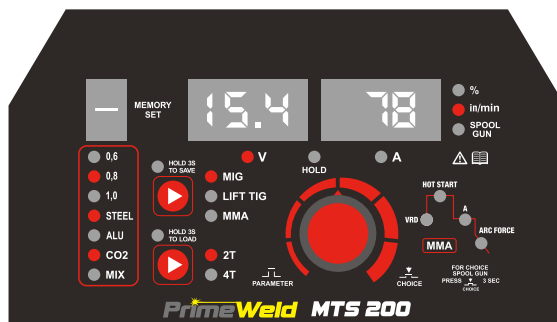 –
MEMORY
SET
15.4
78
%
in/min
SPOOL
GUN
V
HOLD
A
0,6
0,8
1,0
STEEL
ALU
CO2
MIX
HOLD 3S
TO SAVE
HOLD 3S
TO LOAD
MIG
LIFT TIG
MMA
2T
4T
PARAMETER
CHOICE
HOT START
VRD
A
ARC FORCE
MMA
FOR CHOICE
SPOOL GUN
PRESS CHOICE 3 SEC
PrimeWeld MTS 200